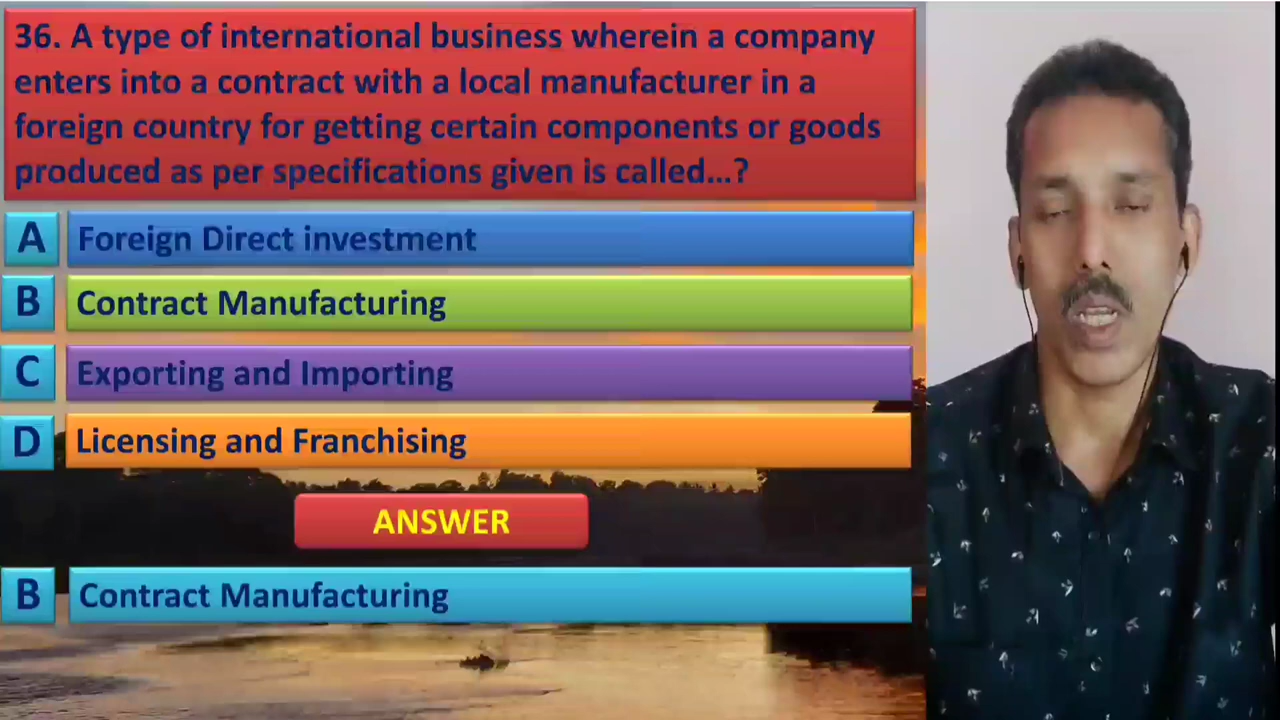 36. A type of international business wherein a company
enters into a contract with a local manufacturer in a
foreign country for getting certain components or goods
produced as per specifications given is called...?
A Foreign Direct investment
B Contract Manufacturing
C Exporting and Importing
D Licensing and Franchising
ANSWER
B Contract Manufacturing